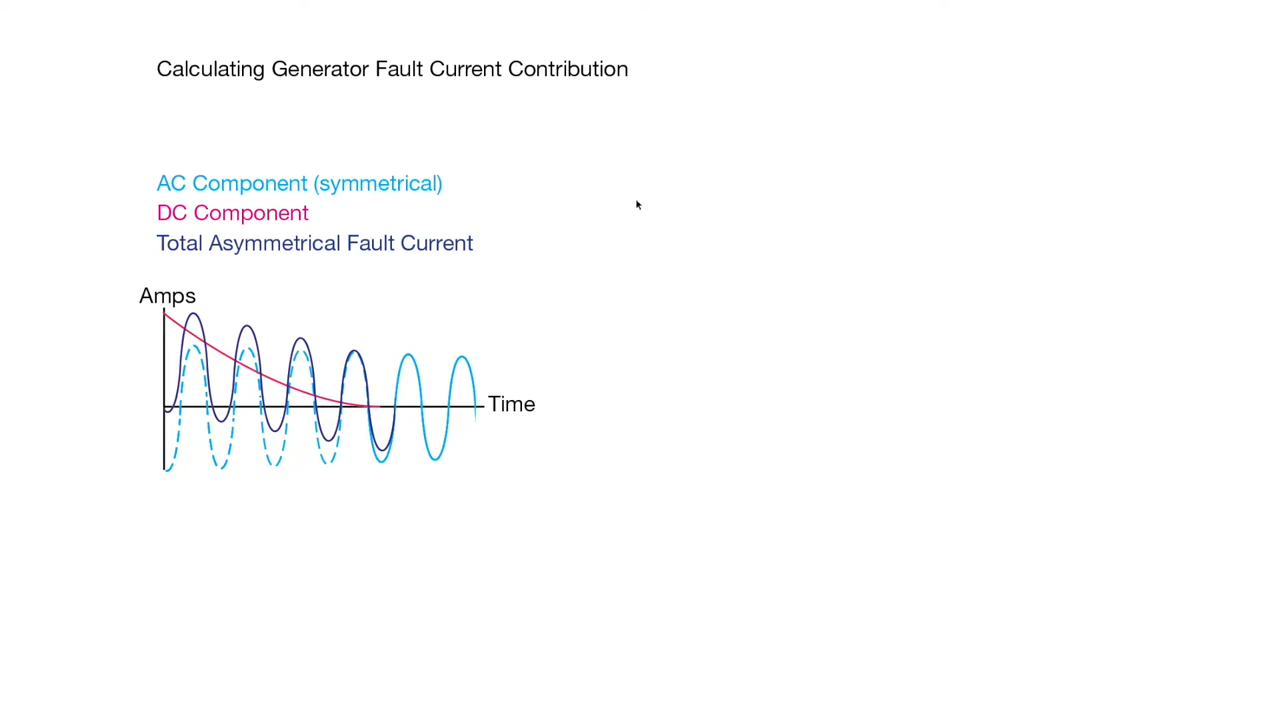 Calculating Generator Fault Current Contribution
AC Component (symmetrical)
DC Component
Total Asymmetrical Fault Current
Amps
Time